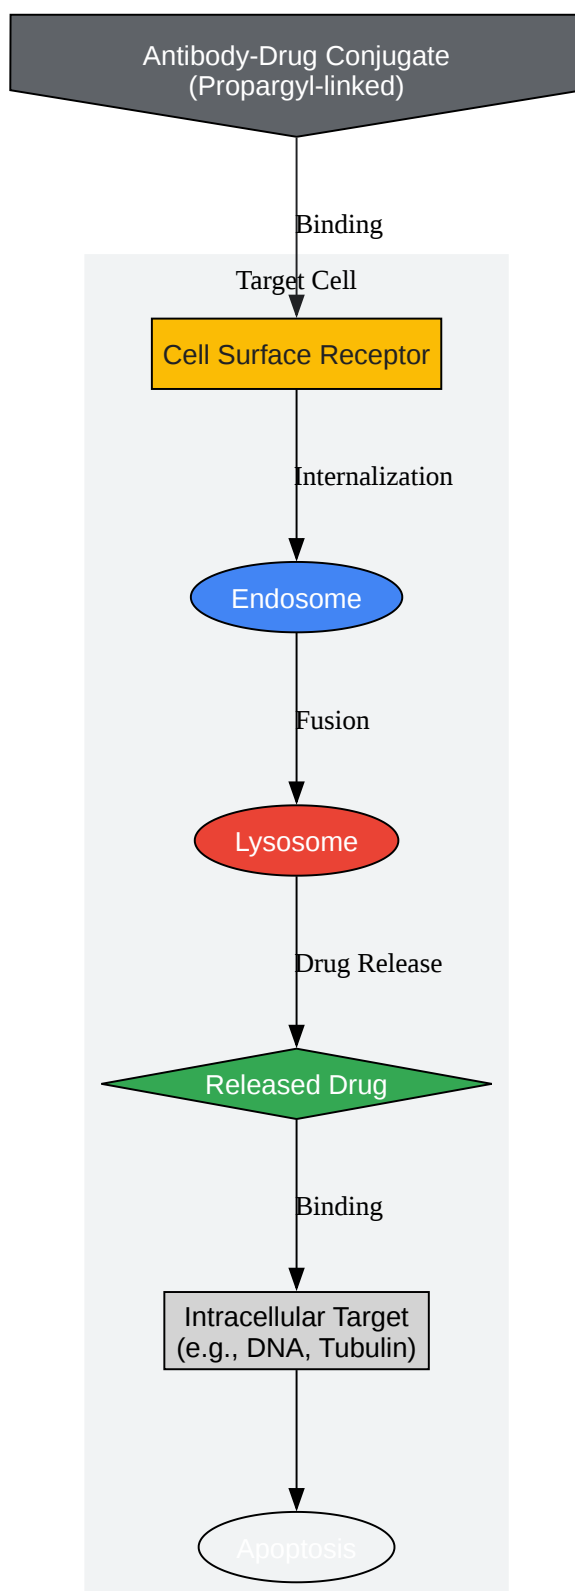 Antibody-Drug Conjugate
(Propargyl-linked)
Binding
Target Cell
Cell Surface Receptor
Internalization
Endosome
Fusion
Lysosome
Drug Release
Released Drug
Binding
Intracellular Target
(e.g., DNA, Tubulin)
Apoptosis